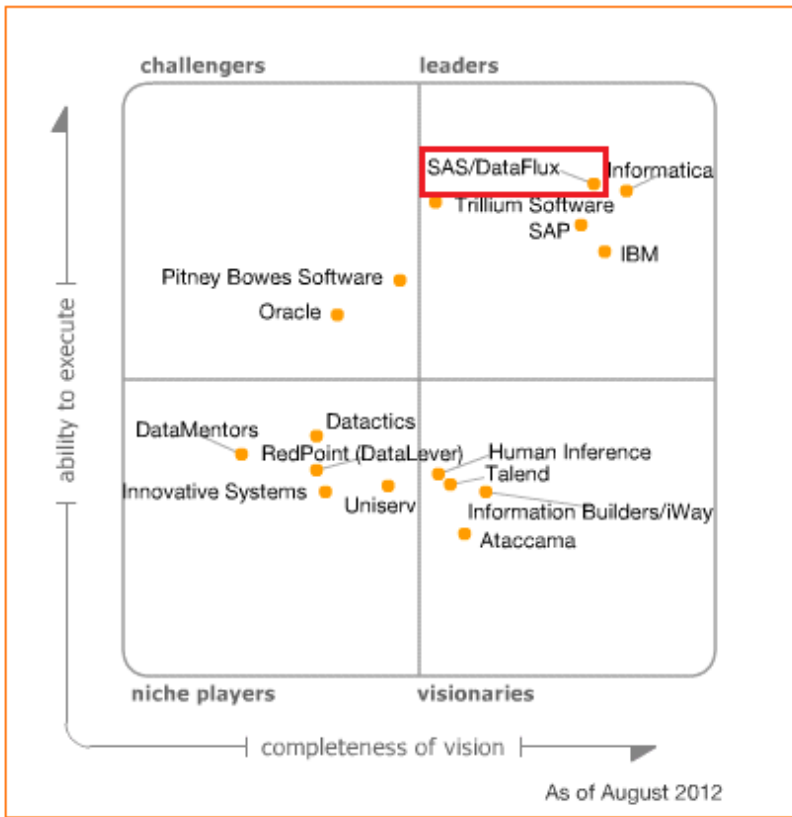 challengers
leaders
SAS/DataFlux
Informatica
Trillium Software
SAP
IBM
Pitney Bowes Software
Oracle
ability to execute
Datactics
DataMentors
RedPoint (DataLever)
Human Inference
Talend
Innovative Systems
Uniserv
Information Builders/iWay
Ataccama
niche players
visionaries
completeness of vision
As of August 2012